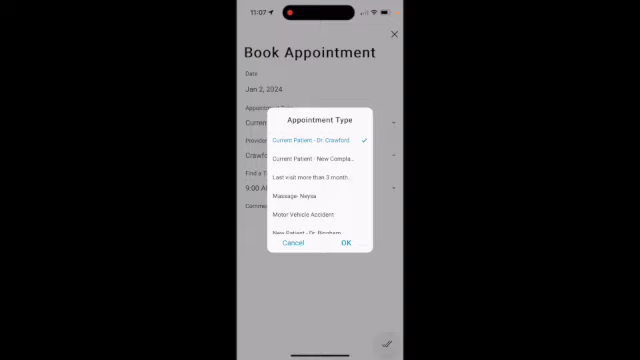 11:07
Book Appointment
Date
Jan 2, 2024
Appointment Type
Current
Provider
Crawfo
Find a T
9:00 A
Comme
Appointment Type
Current Patient - Dr. Crawford
Current Patient - New Compla...
Last visit more than 3 month..
Massage- Neysa
Motor Vehicle Accident
New Patient - Dr. Bingham
Cancel
OK